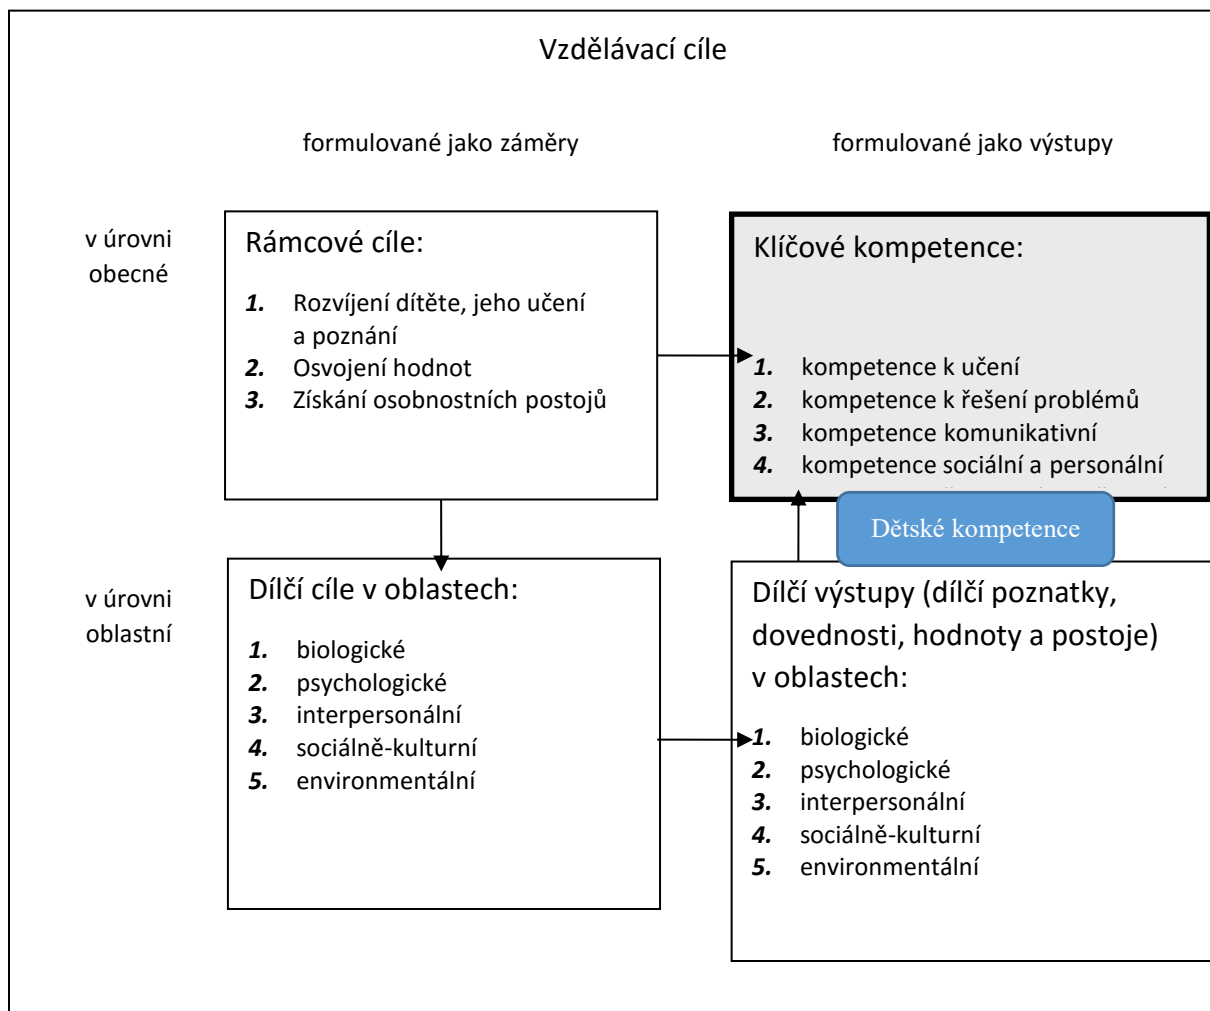 Vzdělávací cíle
formulované jako záměry
formulované jako výstupy
v úrovni
obecné
Rámcové cíle:
1. Rozvíjení dítěte, jeho učení
a poznání
2. Osvojení hodnot
3. Získání osobnostních postojů
Klíčové kompetence:
1. kompetence k učení
2. kompetence k řešení problémů
3. kompetence komunikativní
4. kompetence sociální a personální
Dětské kompetence
v úrovni
oblastní
Dílčí cíle v oblastech:
1. biologické
2. psychologické
3. interpersonální
4. sociálně-kulturní
5. environmentální
Dílčí výstupy (dílčí poznatky,
dovednosti, hodnoty a postoje)
v oblastech:
1. biologické
2. psychologické
3. interpersonální
4. sociálně-kulturní
5. environmentální